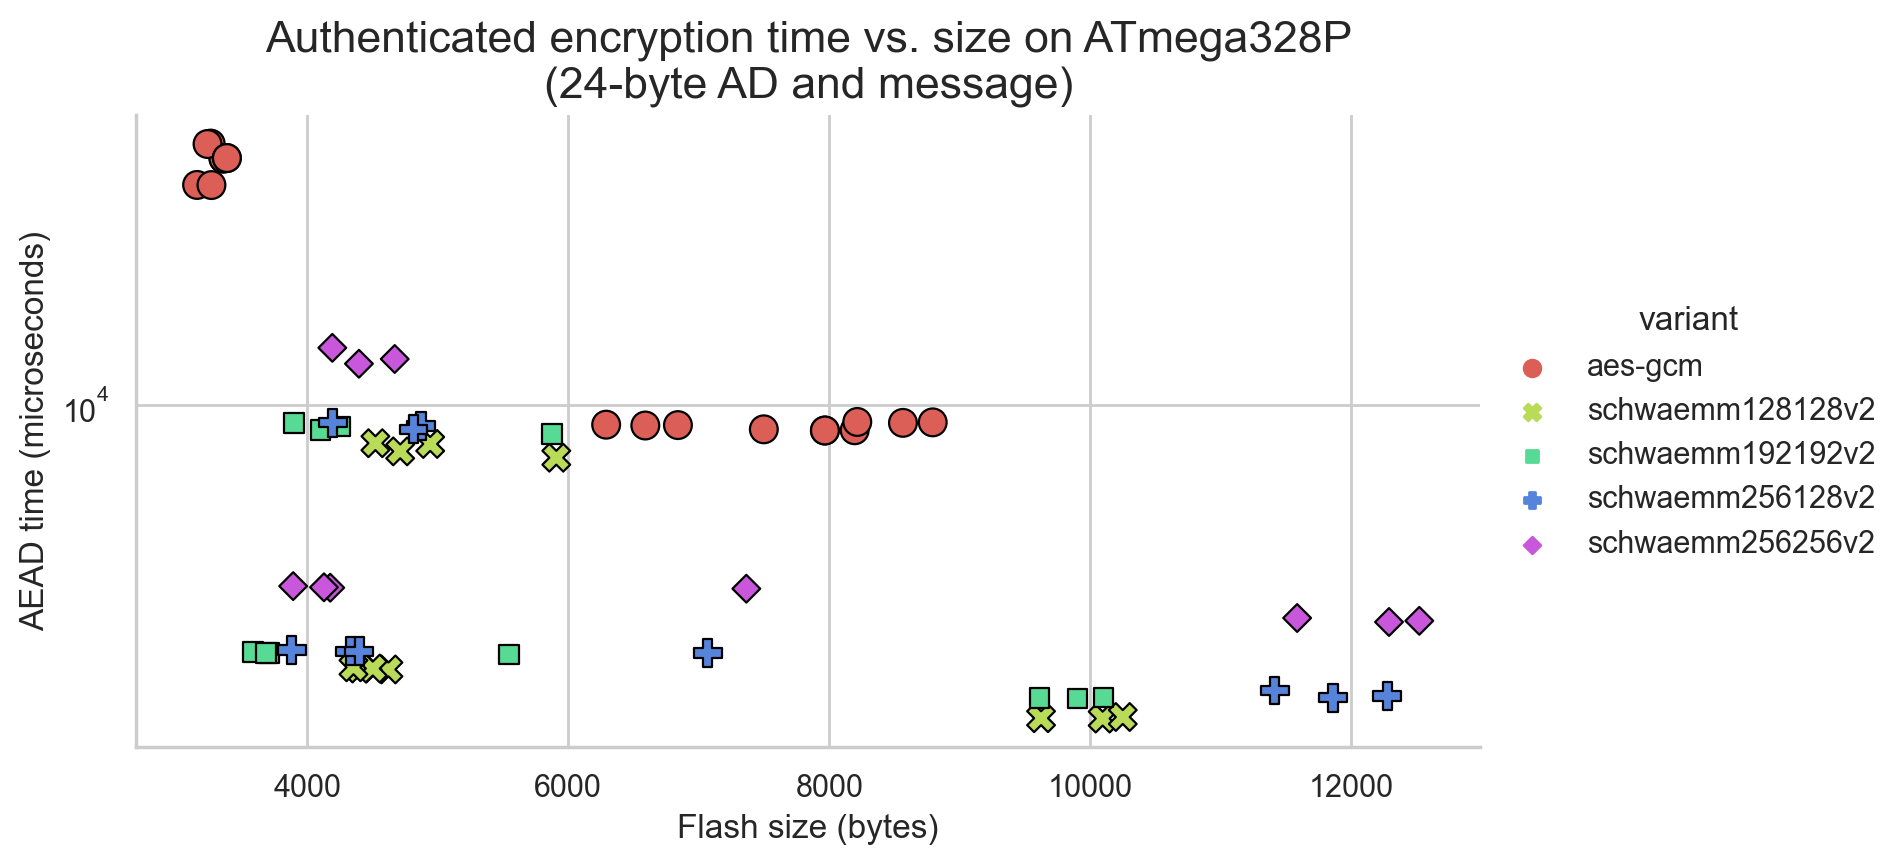 Authenticated encryption time vs. size on ATmega328P
(24-byte AD and message)
AEAD time (microseconds)
10^4
4000 6000 8000 10000 12000
Flash size (bytes)
variant
aes-gcm
schwaemm128128v2
schwaemm192192v2
schwaemm256128v2
schwaemm256256v2